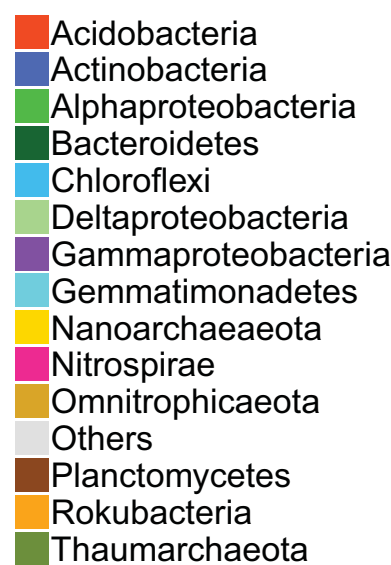 Acidobacteria
Actinobacteria
Alphaproteobacteria
Bacteroidetes
Chloroflexi
Deltaproteobacteria
Gammaproteobacteria
Gemmatimonadetes
Nanoarchaeaeota
Nitrospirae
Omnitrophicaeota
Others
Planctomycetes
Rokubacteria
Thaumarchaeota